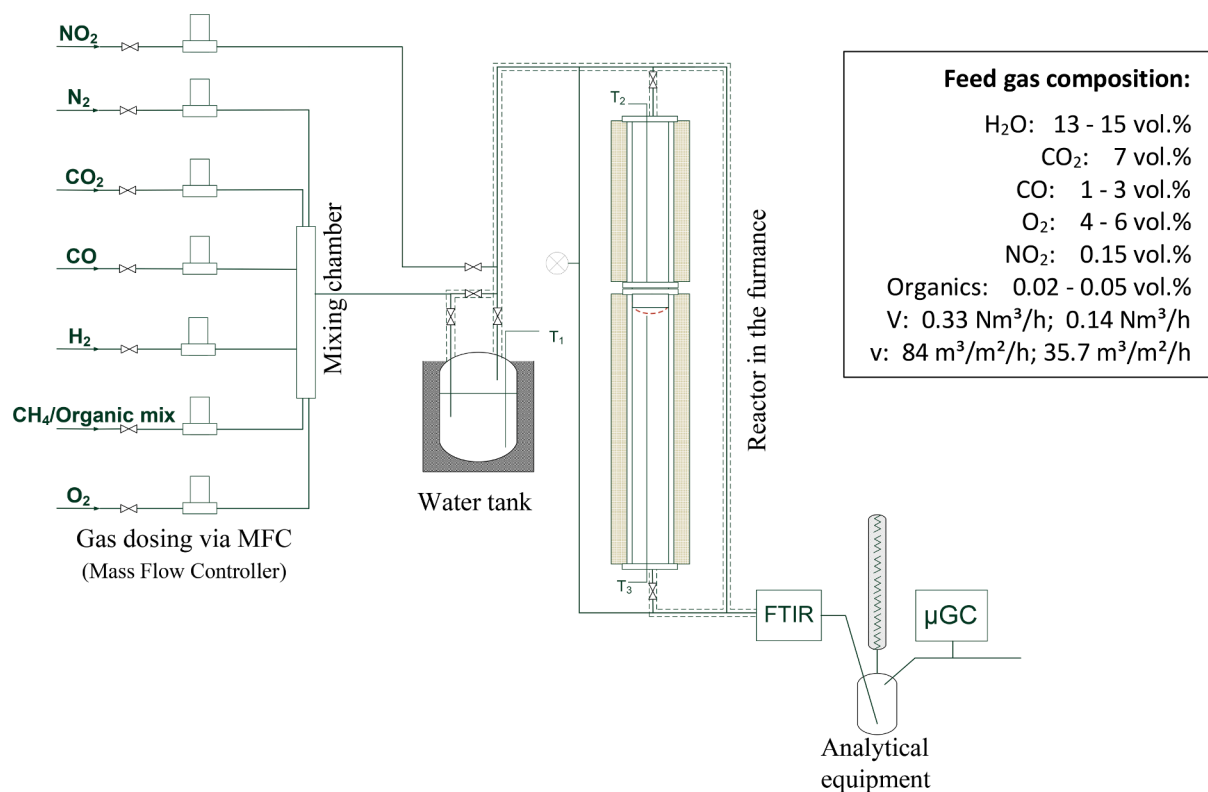 NO₂
N₂
CO₂
CO
H₂
CH₄/Organic mix
O₂
Gas dosing via MFC
(Mass Flow Controller)
Mixing chamber
Water tank
T₁
T₂
T₃
Reactor in the furnance
FTIR
µGC
Analytical
equipment
Feed gas composition:
H₂O: 13 - 15 vol.%
CO₂: 7 vol.%
CO: 1 - 3 vol.%
O₂: 4 - 6 vol.%
NO₂: 0.15 vol.%
Organics: 0.02 - 0.05 vol.%
V: 0.33 Nm³/h; 0.14 Nm³/h
v: 84 m³/m²/h; 35.7 m³/m²/h